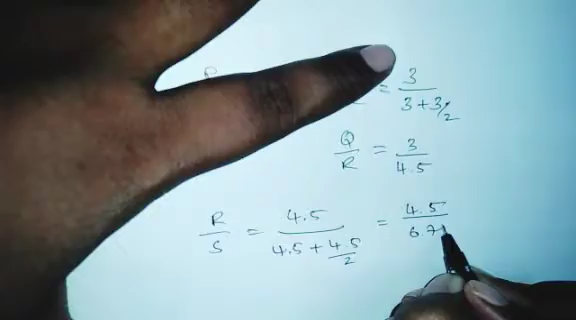 = 3 / 3+3/2
Q/R = 3/4.5
R/S = 4.5 / 4.5+4.5/2 = 4.5/6.7